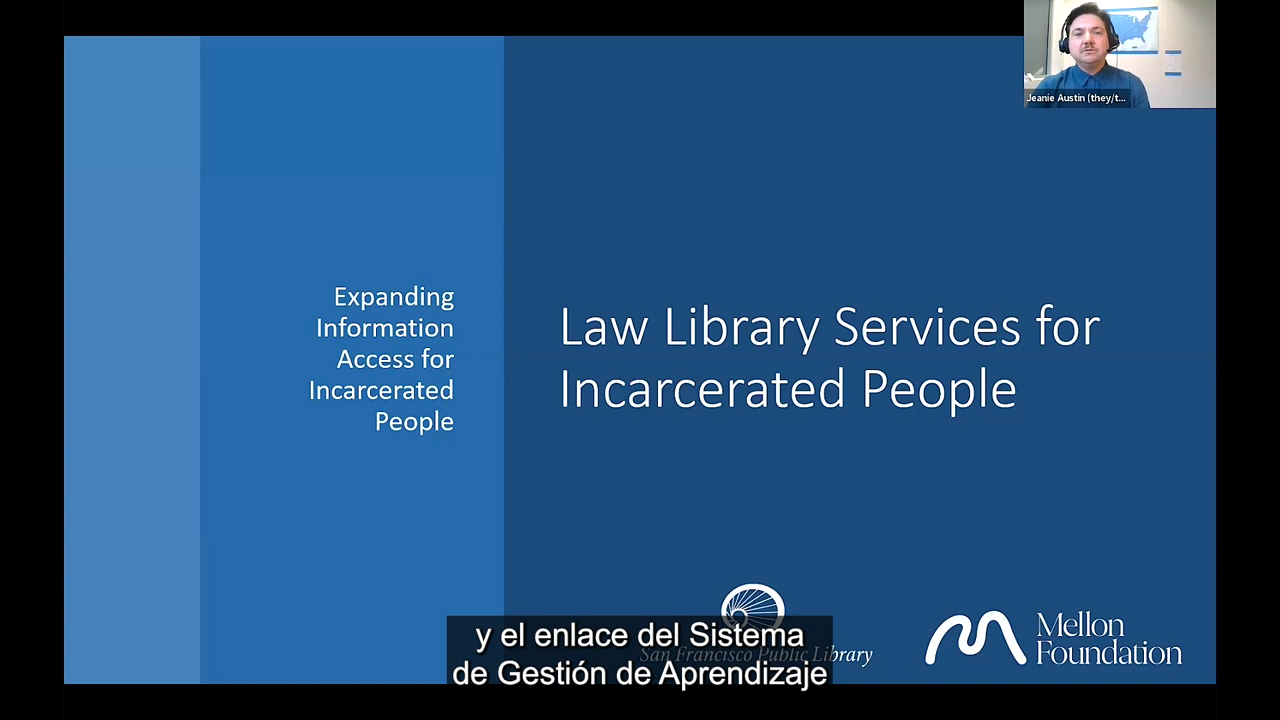 Jeanie Austin (they/t...
Expanding
Information
Access for
Incarcerated
People
Law Library Services for
Incarcerated People
San Francisco Public Library
Mellon
Foundation
y el enlace del Sistema
de Gestión de Aprendizaje